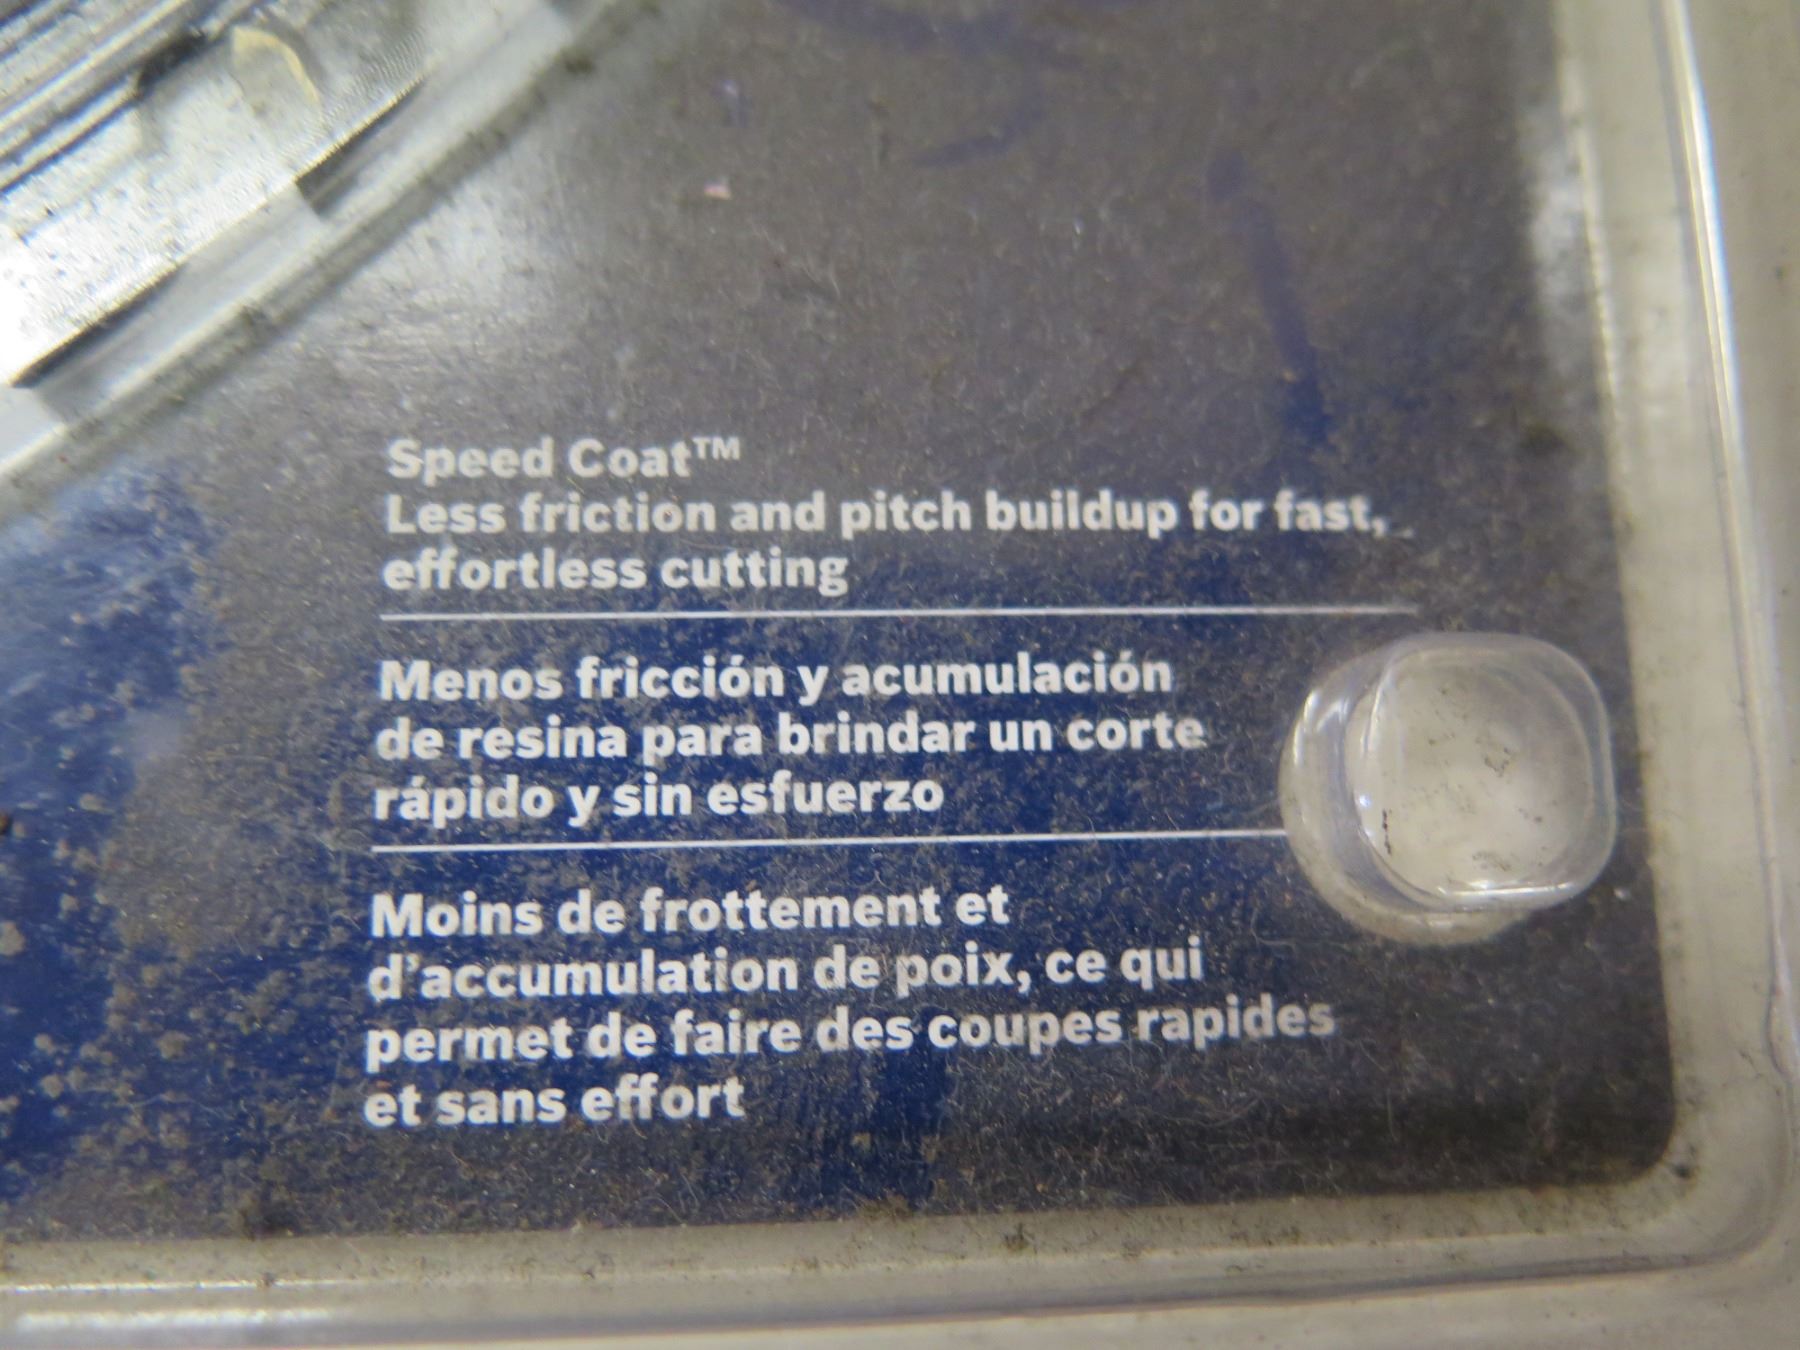 Speed Coat™
Less friction and pitch buildup for fast,
effortless cutting
Menos fricción y acumulación
de resina para brindar un corte
rápido y sin esfuerzo
Moins de frottement et
d’accumulation de poix, ce qui
permet de faire des coupes rapides
et sans effort